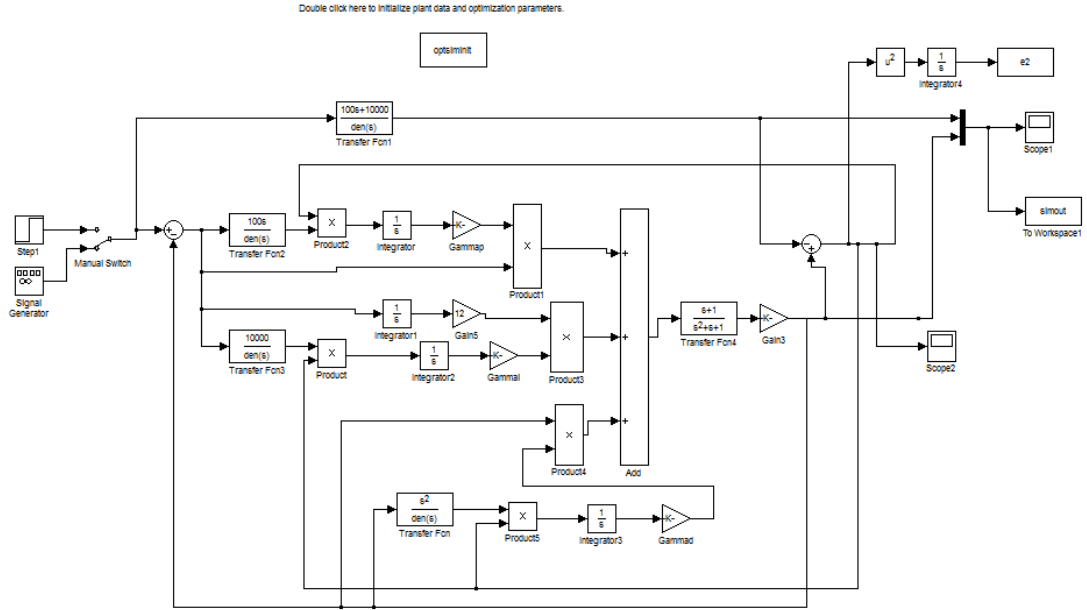 Double click here to initialize plant data and optimization parameters.
optsiminit
u2
1
s
Integrator4
e2
100s+10000
den(s)
Transfer Fcn1
Scope1
simout
To Workspace1
Step1
Manual Switch
Signal
Generator
100s
den(s)
Transfer Fcn2
X
Product2
1
s
Integrator
K-
Gammap
X
Product1
1
s
Integrator1
12
Gain5
10000
den(s)
Transfer Fcn3
X
Product
1
s
Integrator2
K-
GammaI
X
Product3
+
+
+
Add
s+1
s2+s+1
Transfer Fcn4
K-
Gain3
Scope2
X
Product4
s2
den(s)
Transfer Fcn
X
Product5
1
s
Integrator3
K-
Gammad